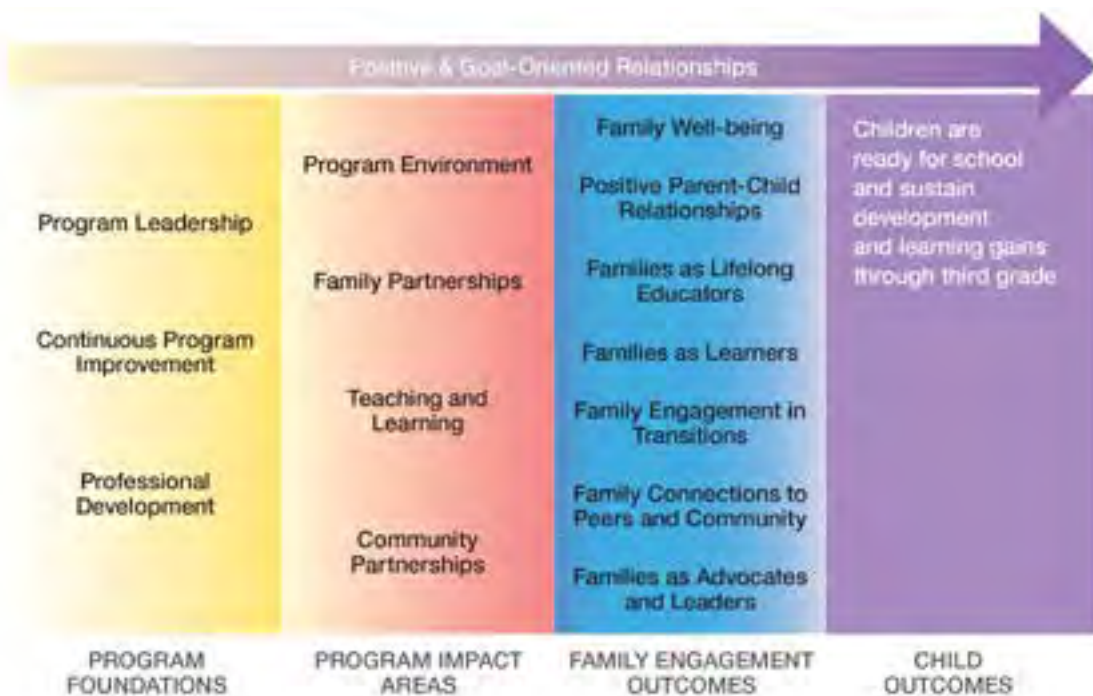 Positive & Goal-Oriented Relationships
Program Leadership
Continuous Program
Improvement
Professional
Development
PROGRAM
FOUNDATIONS
Program Environment
Family Partnerships
Teaching and
Learning
Community
Partnerships
PROGRAM IMPACT
AREAS
Family Well-being
Positive Parent-Child
Relationships
Families as Lifelong
Educators
Families as Learners
Family Engagement in
Transitions
Family Connections to
Peers and Community
Families as Advocates
and Leaders
FAMILY ENGAGEMENT
OUTCOMES
Children are
ready for school
and sustain
development
and learning gains
through third grade
CHILD
OUTCOMES